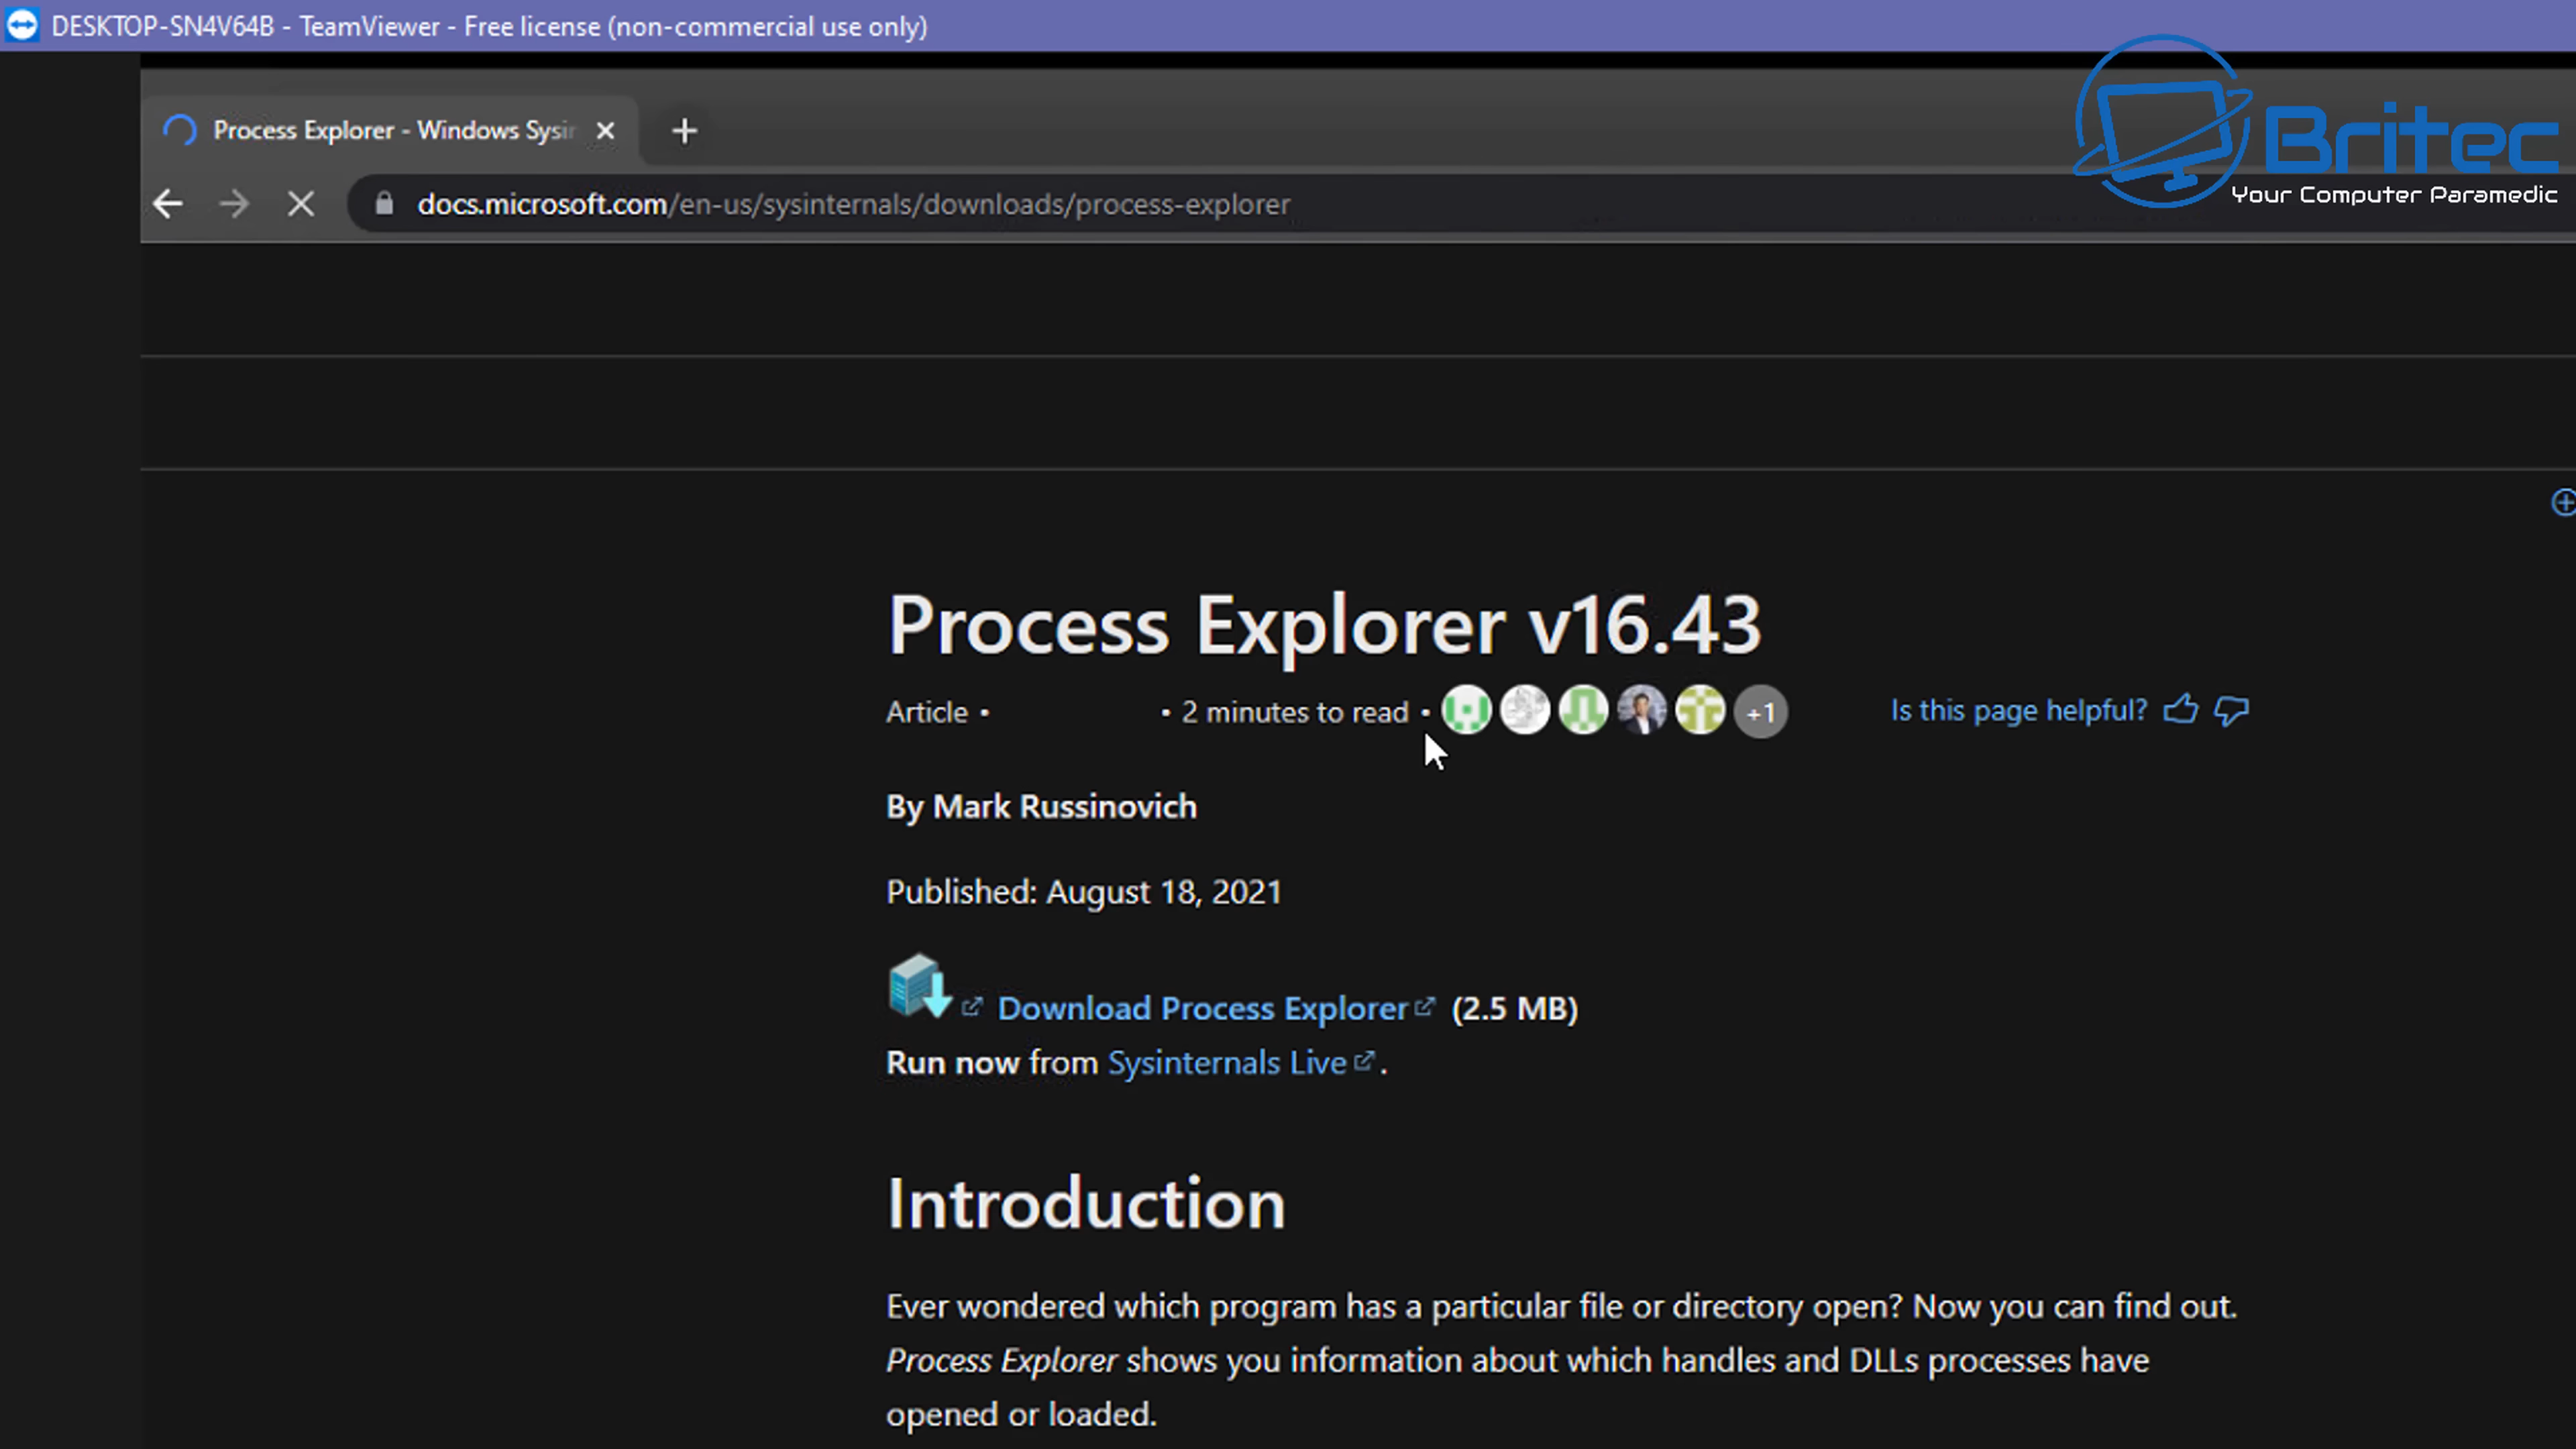 DESKTOP-SN4V64B - TeamViewer - Free license (non-commercial use only)
Process Explorer - Windows Sysin
Britec
Your Computer Paramedic
docs.microsoft.com/en-us/sysinternals/downloads/process-explorer
Process Explorer v16.43
Article • • 2 minutes to read • +1 Is this page helpful?
By Mark Russinovich
Published: August 18, 2021
Download Process Explorer (2.5 MB)
Run now from Sysinternals Live.
Introduction
Ever wondered which program has a particular file or directory open? Now you can find out.
Process Explorer shows you information about which handles and DLLs processes have
opened or loaded.